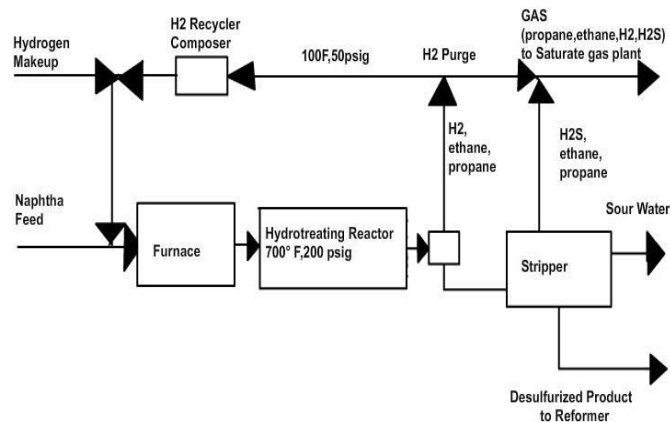 H2 Recycler
Composer
GAS
(propane,ethane,H2,H2S)
to Saturate gas plant
Hydrogen
Makeup
100F,50psig
H2 Purge
H2,
ethane,
propane
H2S,
ethane,
propane
Naphtha
Feed
Furnace
Hydrotreating Reactor
700° F,200 psig
Stripper
Sour Water
Desulfurized Product
to Reformer